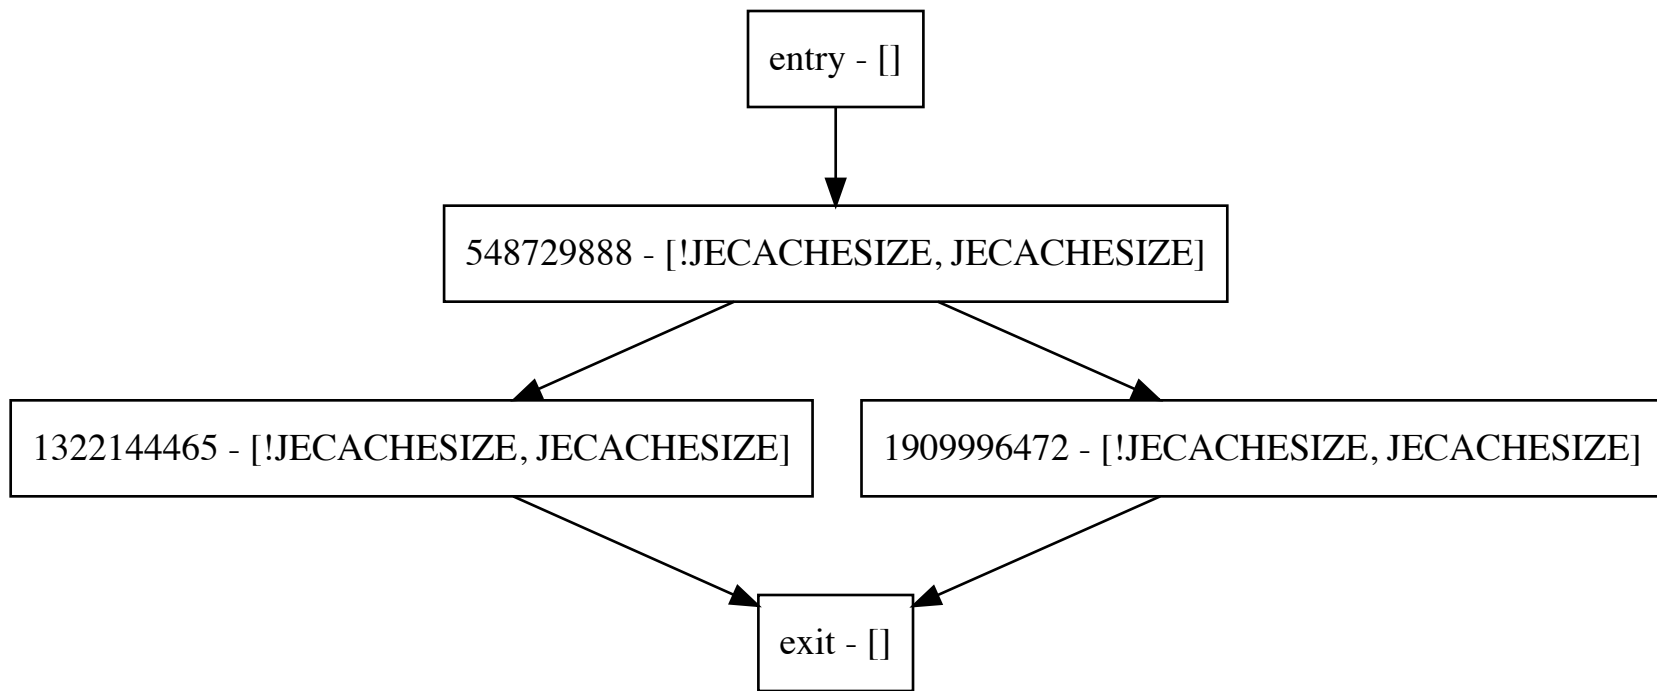 entry - []
548729888 - [!JECACHESIZE, JECACHESIZE]
1322144465 - [!JECACHESIZE, JECACHESIZE]
1909996472 - [!JECACHESIZE, JECACHESIZE]
exit - []